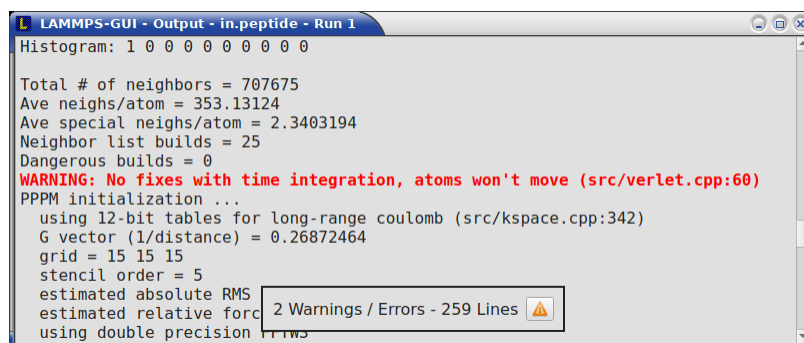 LAMMPS-GUI - Output - in.peptide - Run 1
Histogram: 1 0 0 0 0 0 0 0 0 0
Total # of neighbors = 707675
Ave neighs/atom = 353.13124
Ave special neighs/atom = 2.3403194
Neighbor list builds = 25
Dangerous builds = 0
WARNING: No fixes with time integration, atoms won't move (src/verlet.cpp:60)
PPPM initialization ...
using 12-bit tables for long-range coulomb (src/kspace.cpp:342)
G vector (1/distance) = 0.26872464
grid = 15 15 15
stencil order = 5
estimated absolute RMS
estimated relative forc
using double precision
2 Warnings / Errors - 259 Lines